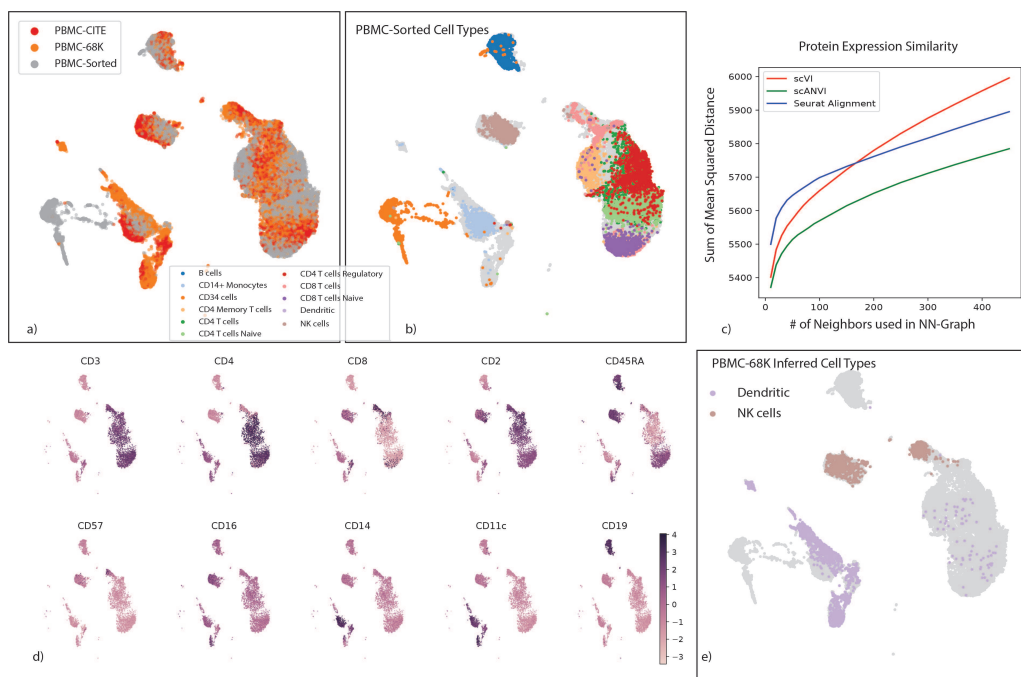 PBMC-CITE
PBMC-68K
PBMC-Sorted
a)
PBMC-Sorted Cell Types
B cells
CD14+ Monocytes
CD34 cells
CD4 Memory T cells
CD4 T cells
CD4 T cells Naive
CD4 T cells Regulatory
CD8 T cells
CD8 T cells Naive
Dendritic
NK cells
b)
Protein Expression Similarity
scVI
scANVI
Seurat Alignment
Sum of Mean Squared Distance
6000
5900
5800
5700
5600
5500
5400
0 100 200 300 400
# of Neighbors used in NN-Graph
c)
CD3 CD4 CD8 CD2 CD45RA
CD57 CD16 CD14 CD11c CD19
4
3
2
1
0
−1
−2
−3
d)
PBMC-68K Inferred Cell Types
Dendritic
NK cells
e)